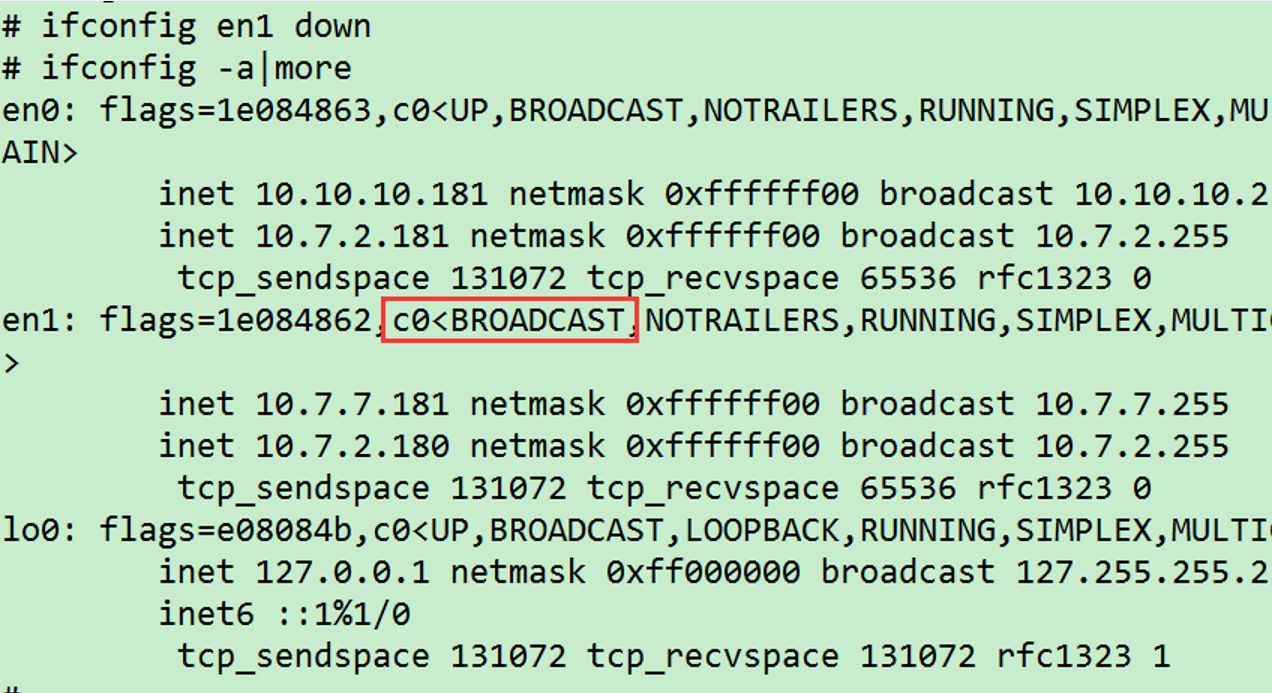 # ifconfig en1 down
# ifconfig -a|more
en0: flags=1e084863,c0<UP,BROADCAST,NOTRAILERS,RUNNING,SIMPLEX,MU
AIN>
inet 10.10.10.181 netmask 0xffffff00 broadcast 10.10.10.2
inet 10.7.2.181 netmask 0xffffff00 broadcast 10.7.2.255
tcp_sendspace 131072 tcp_recvspace 65536 rfc1323 0
en1: flags=1e084862,c0<BROADCAST,NOTRAILERS,RUNNING,SIMPLEX,MULTI
>
inet 10.7.7.181 netmask 0xffffff00 broadcast 10.7.7.255
inet 10.7.2.180 netmask 0xffffff00 broadcast 10.7.2.255
tcp_sendspace 131072 tcp_recvspace 65536 rfc1323 0
lo0: flags=e08084b,c0<UP,BROADCAST,LOOPBACK,RUNNING,SIMPLEX,MULTI
inet 127.0.0.1 netmask 0xff000000 broadcast 127.255.255.2
inet6 ::1%1/0
tcp_sendspace 131072 tcp_recvspace 131072 rfc1323 1
#